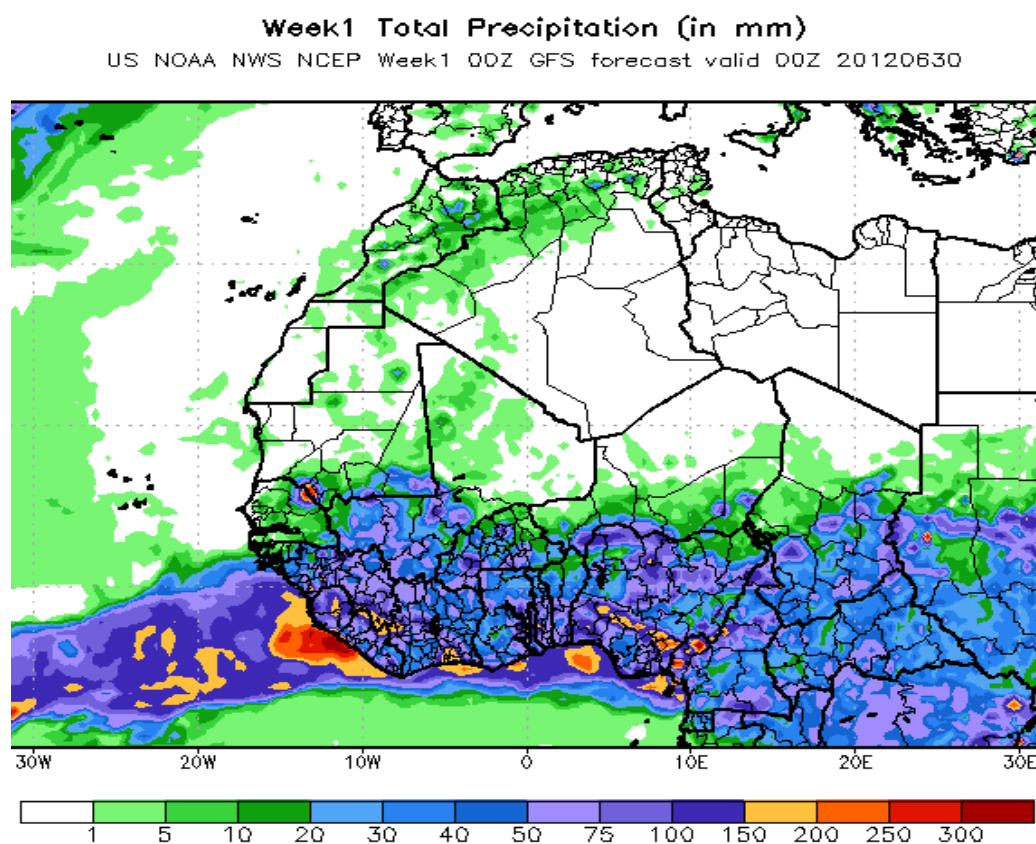 Week1 Total Precipitation (in mm)
US NOAA NWS NCEP Week1 00Z GFS forecast valid 00Z 20120630
30W 20W 10W 0 10E 20E 30E
1 5 10 20 30 40 50 75 100 150 200 250 300